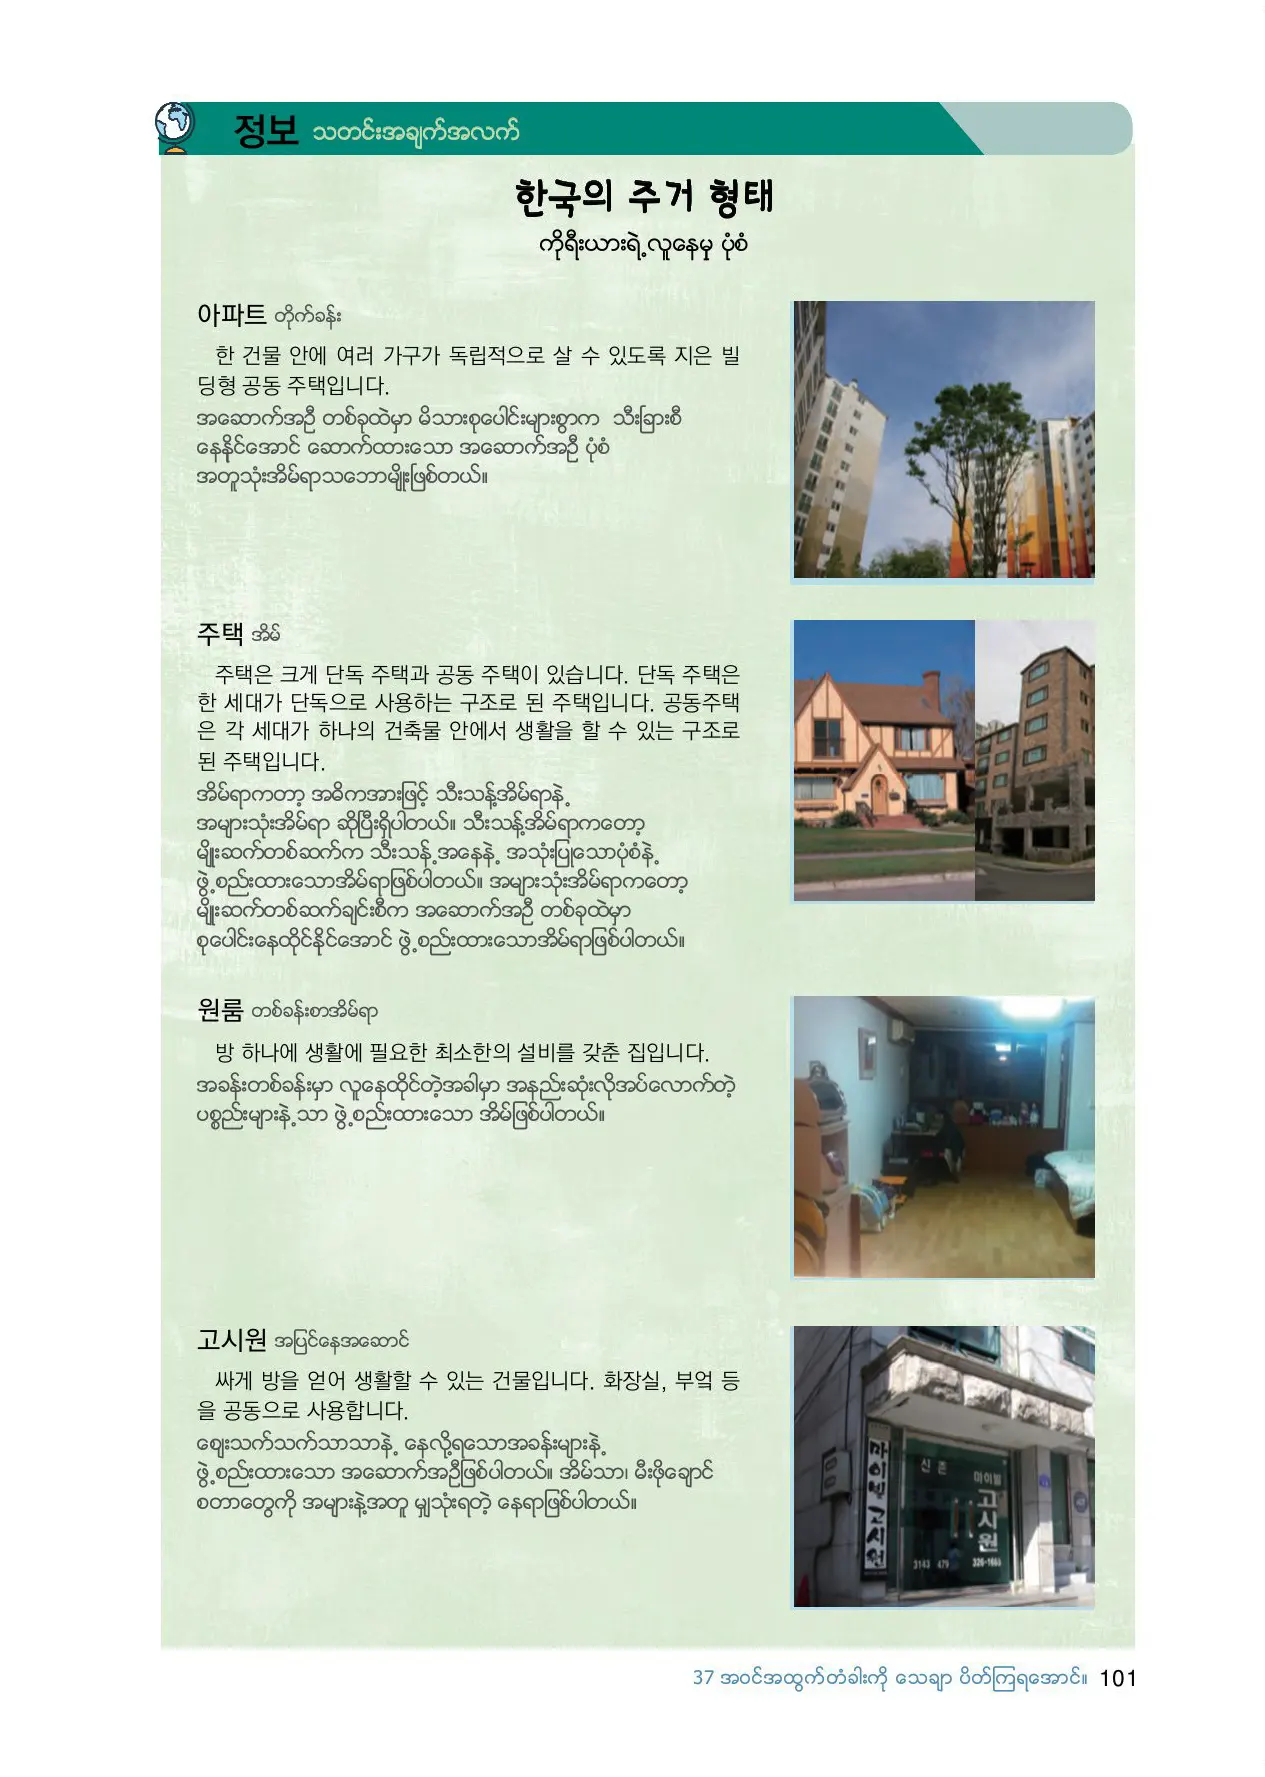 정보 သတင်းအချက်အလက်
한국의 주거 형태
ကိုရီးယားရဲ့လူနေမှု ပုံစံ
아파트 တိုက်ခန်း
한 건물 안에 여러 가구가 독립적으로 살 수 있도록 지은 빌
딩형 공동 주택입니다.
အဆောက်အဦ တစ်ခုထဲမှာ မိသားစုပေါင်းများစွာက သီးခြားစီ
နေနိုင်အောင် ဆောက်ထားသော အဆောက်အဦ ပုံစံ
အတူသုံးအိမ်ရာသဘောမျိုးဖြစ်တယ်။
주택 အိမ်
주택은 크게 단독 주택과 공동 주택이 있습니다. 단독 주택은
한 세대가 단독으로 사용하는 구조로 된 주택입니다. 공동주택
은 각 세대가 하나의 건축물 안에서 생활을 할 수 있는 구조로
된 주택입니다.
အိမ်ရာကတော့ အဓိကအားဖြင့် သီးသန့်အိမ်ရာနဲ့
အများသုံးအိမ်ရာ ဆိုပြီးရှိပါတယ်။ သီးသန့်အိမ်ရာကတော့
မျိုးဆက်တစ်ဆက်က သီးသန့်အနေနဲ့ အသုံးပြုသောပုံစံနဲ့
ဖွဲ့စည်းထားသောအိမ်ရာဖြစ်ပါတယ်။ အများသုံးအိမ်ရာကတော့
မျိုးဆက်တစ်ဆက်ချင်းစီက အဆောက်အဦ တစ်ခုထဲမှာ
စုပေါင်းနေထိုင်နိုင်အောင် ဖွဲ့စည်းထားသောအိမ်ရာဖြစ်ပါတယ်။
원룸 တစ်ခန်းစာအိမ်ရာ
방 하나에 생활에 필요한 최소한의 설비를 갖춘 집입니다.
အခန်းတစ်ခန်းမှာ လူနေထိုင်တဲ့အခါမှာ အနည်းဆုံးလိုအပ်လောက်တဲ့
ပစ္စည်းများနဲ့သာ ဖွဲ့စည်းထားသော အိမ်ဖြစ်ပါတယ်။
고시원 အပြင်နေအဆောင်
싸게 방을 얻어 생활할 수 있는 건물입니다. 화장실, 부엌 등
을 공동으로 사용합니다.
ဈေးသက်သက်သာသာနဲ့ နေလို့ရသောအခန်းများနဲ့
ဖွဲ့စည်းထားသော အဆောက်အဦဖြစ်ပါတယ်။ အိမ်သာ၊ မီးဖိုချောင်
စတာတွေကို အများနဲ့အတူ မျှသုံးရတဲ့ နေရာဖြစ်ပါတယ်။
마이빌고시원
신촌 마이빌
고시원
3143 479
326-1666
37 အဝင်အထွက်တံခါးကို သေချာ ပိတ်ကြရအောင်။ 101